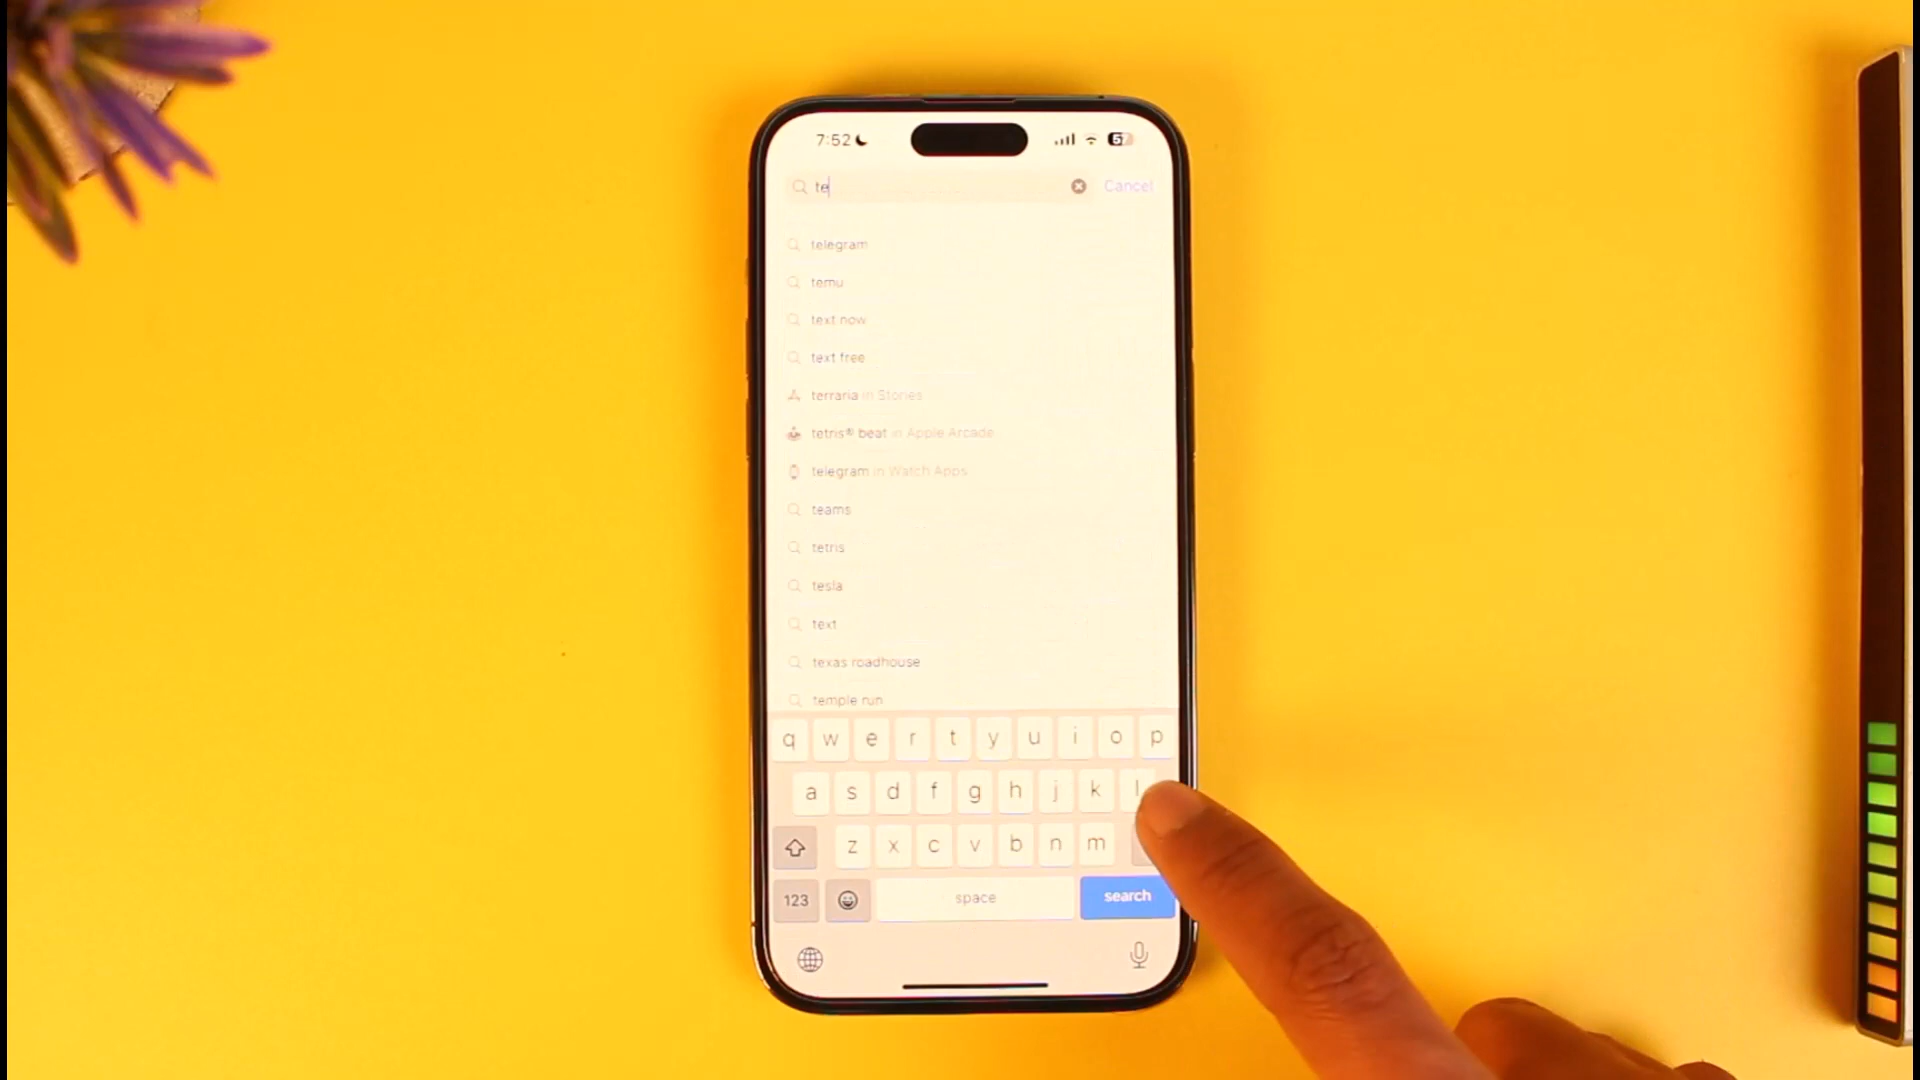 7:52
57
te
Cancel
telegram
temu
text now
text free
terraria in Stories
tetris® beat in Apple Arcade
telegram in Watch Apps
teams
tetris
tesla
text
texas roadhouse
temple run
q w e r t y u i o p
a s d f g h j k l
z x c v b n m
123
space
search